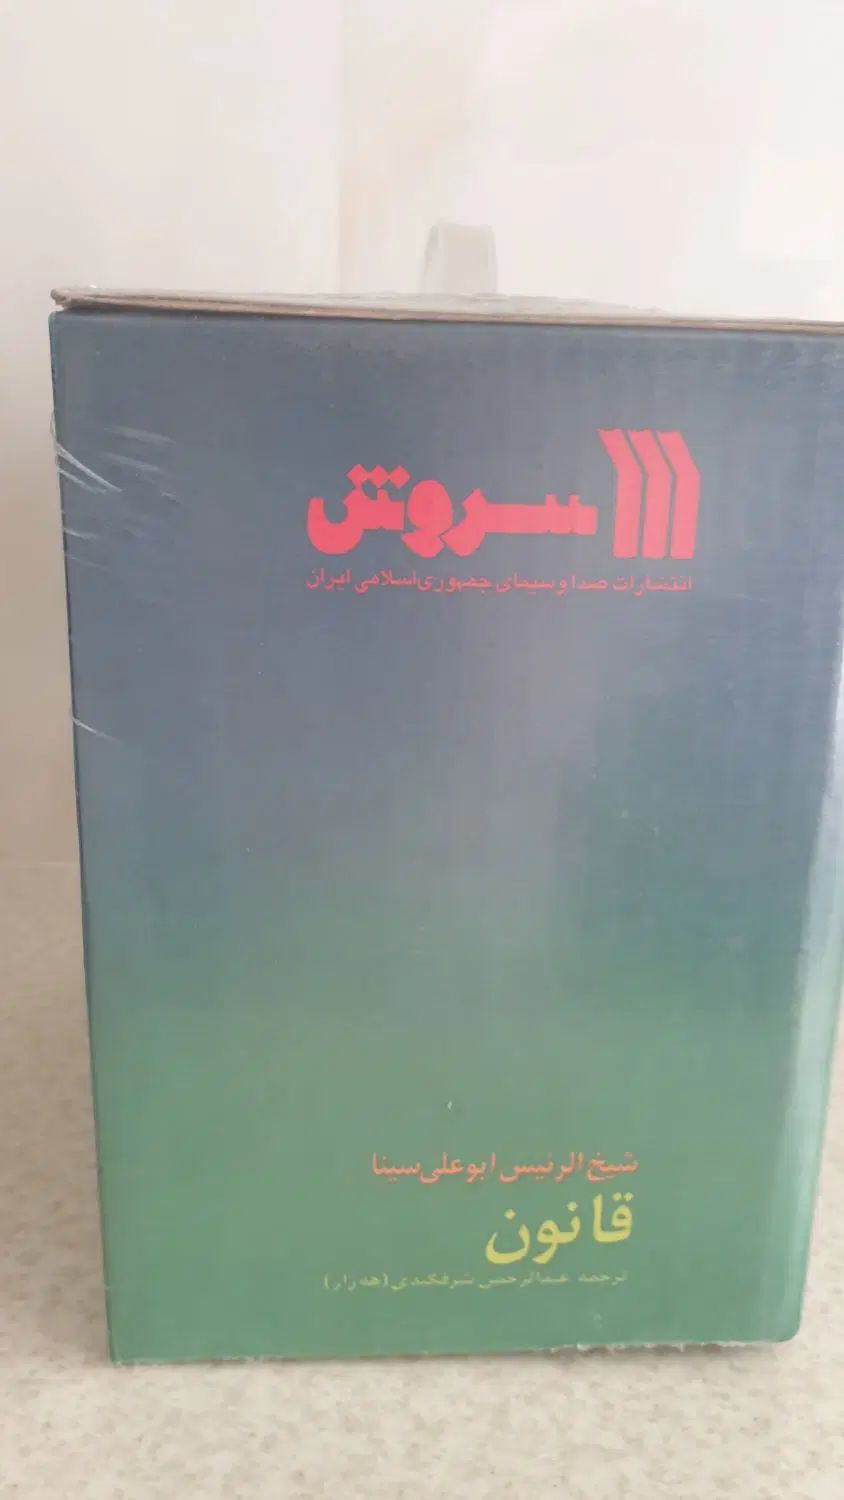 سروش
انتشارات صدا و سیمای جمهوری اسلامی ایران
شیخ الرئیس ابوعلی سینا
قانون
ترجمه عبدالرحمن شرفکندی (هه ژار)